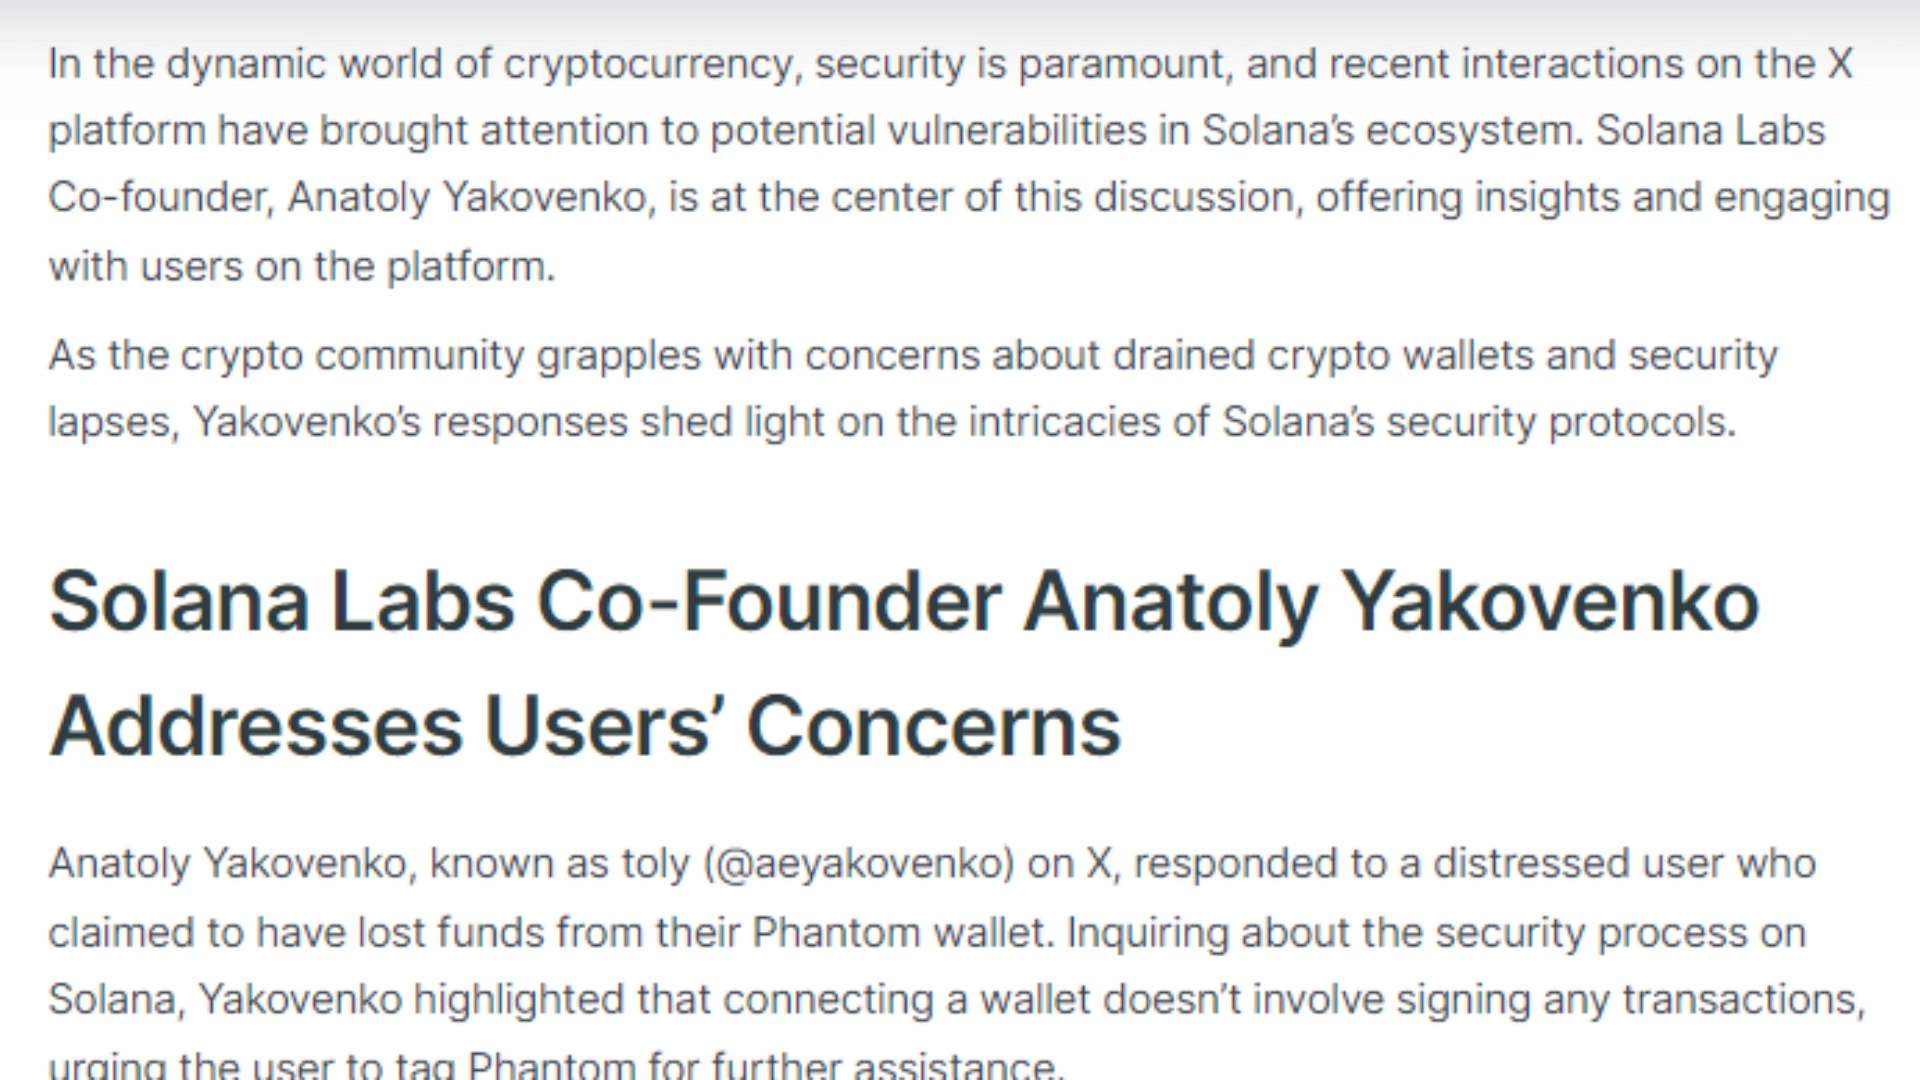 In the dynamic world of cryptocurrency, security is paramount, and recent interactions on the X
platform have brought attention to potential vulnerabilities in Solana’s ecosystem. Solana Labs
Co-founder, Anatoly Yakovenko, is at the center of this discussion, offering insights and engaging
with users on the platform.
As the crypto community grapples with concerns about drained crypto wallets and security
lapses, Yakovenko’s responses shed light on the intricacies of Solana’s security protocols.
Solana Labs Co-Founder Anatoly Yakovenko
Addresses Users’ Concerns
Anatoly Yakovenko, known as toly (@aeyakovenko) on X, responded to a distressed user who
claimed to have lost funds from their Phantom wallet. Inquiring about the security process on
Solana, Yakovenko highlighted that connecting a wallet doesn’t involve signing any transactions,
urging the user to tag Phantom for further assistance.